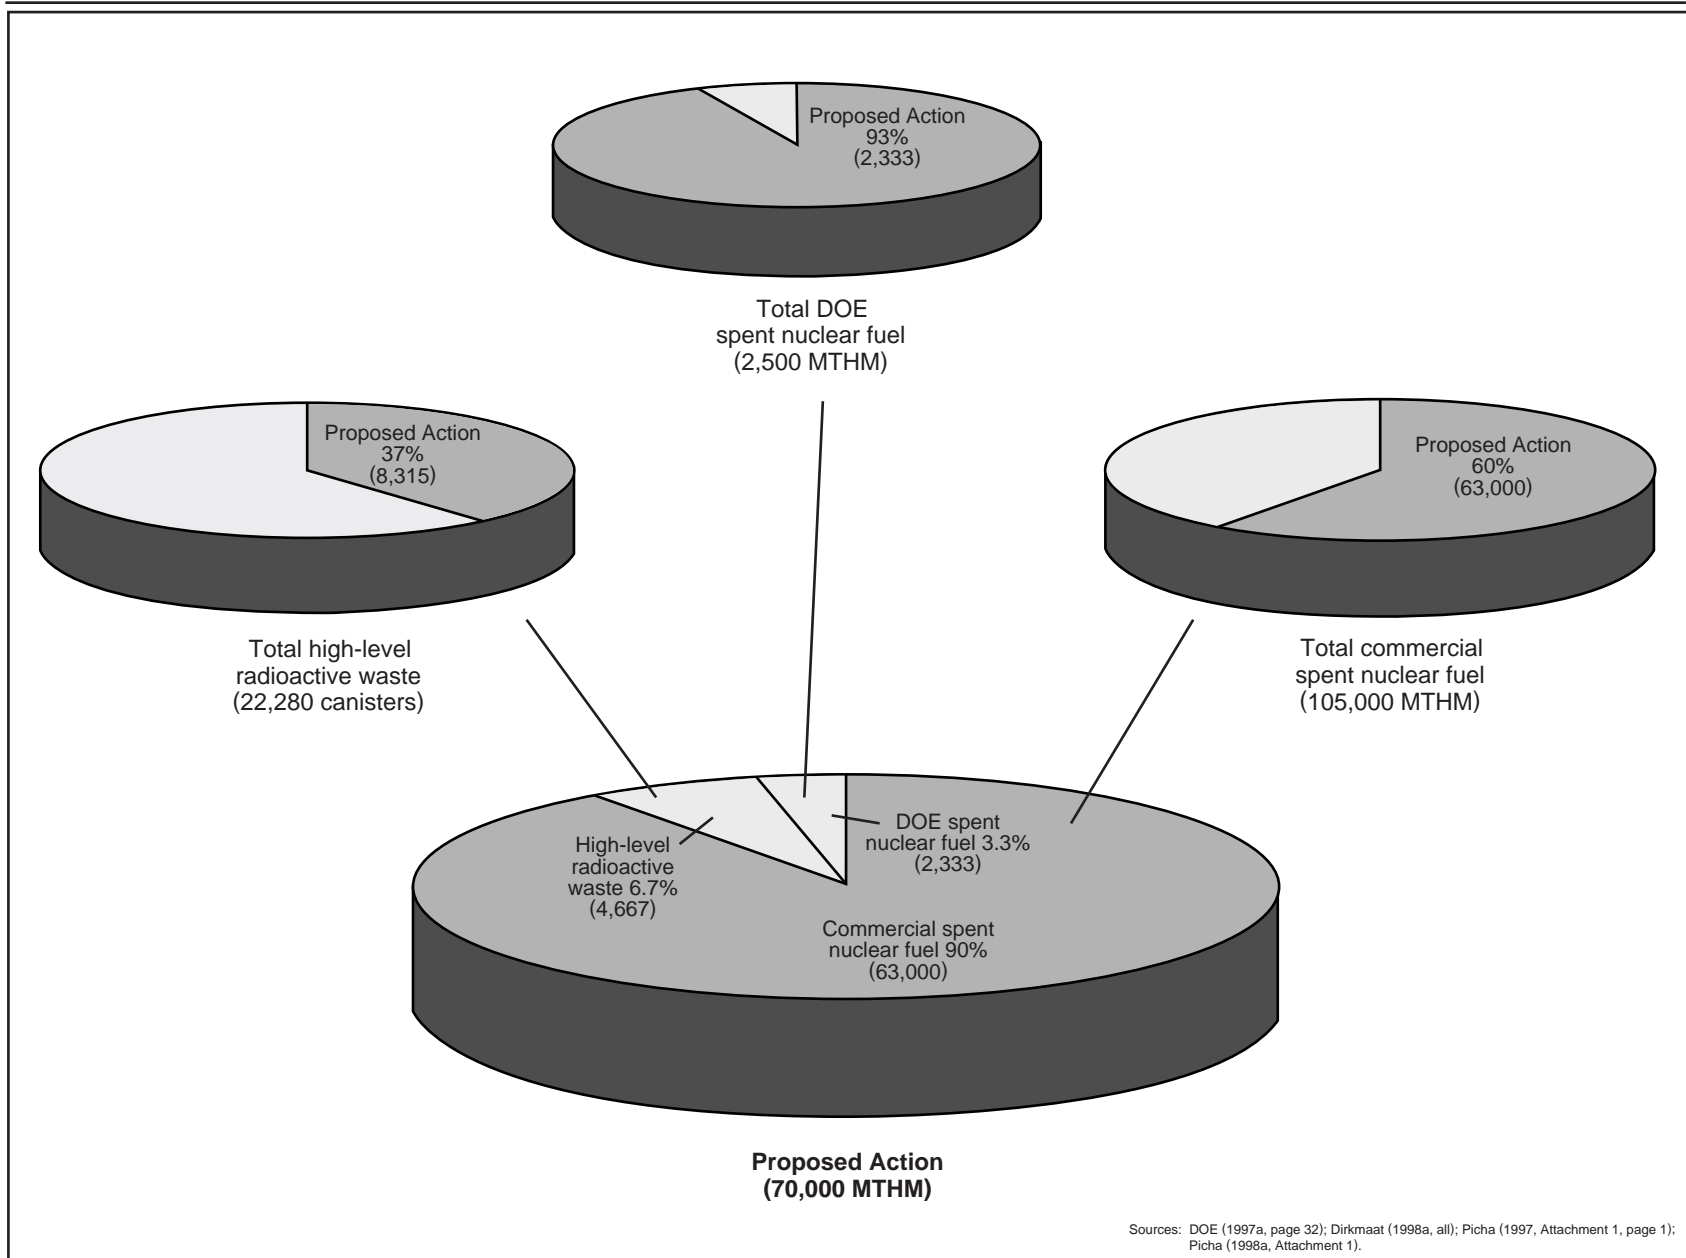 Proposed Action
93%
(2,333)
Total DOE
spent nuclear fuel
(2,500 MTHM)
Proposed Action
37%
(8,315)
Total high-level
radioactive waste
(22,280 canisters)
Proposed Action
60%
(63,000)
Total commercial
spent nuclear fuel
(105,000 MTHM)
High-level
radioactive
waste 6.7%
(4,667)
DOE spent
nuclear fuel 3.3%
(2,333)
Commercial spent
nuclear fuel 90%
(63,000)
Proposed Action
(70,000 MTHM)
Sources: DOE (1997a, page 32); Dirkmaat (1998a, all); Picha (1997, Attachment 1, page 1);
Picha (1998a, Attachment 1).